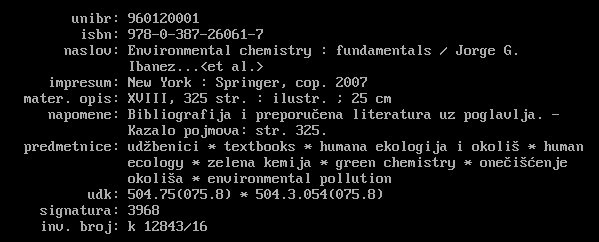 unibr: 960120001
isbn: 978-0-387-26061-7
naslov: Environmental chemistry : fundamentals / Jorge G.
Ibanez...<et al.>
impresum: New York : Springer, cop. 2007
mater. opis: XVIII, 325 str. : ilustr. ; 25 cm
napomene: Bibliografija i preporučena literatura uz poglavlja. -
Kazalo pojmova: str. 325.
predmetnice: udžbenici * textbooks * humana ekologija i okoliš * human
ecology * zelena kemija * green chemistry * onečišćenje
okoliša * environmental pollution
udk: 504.75(075.8) * 504.3.054(075.8)
signatura: 3968
inv. broj: k 12843/16